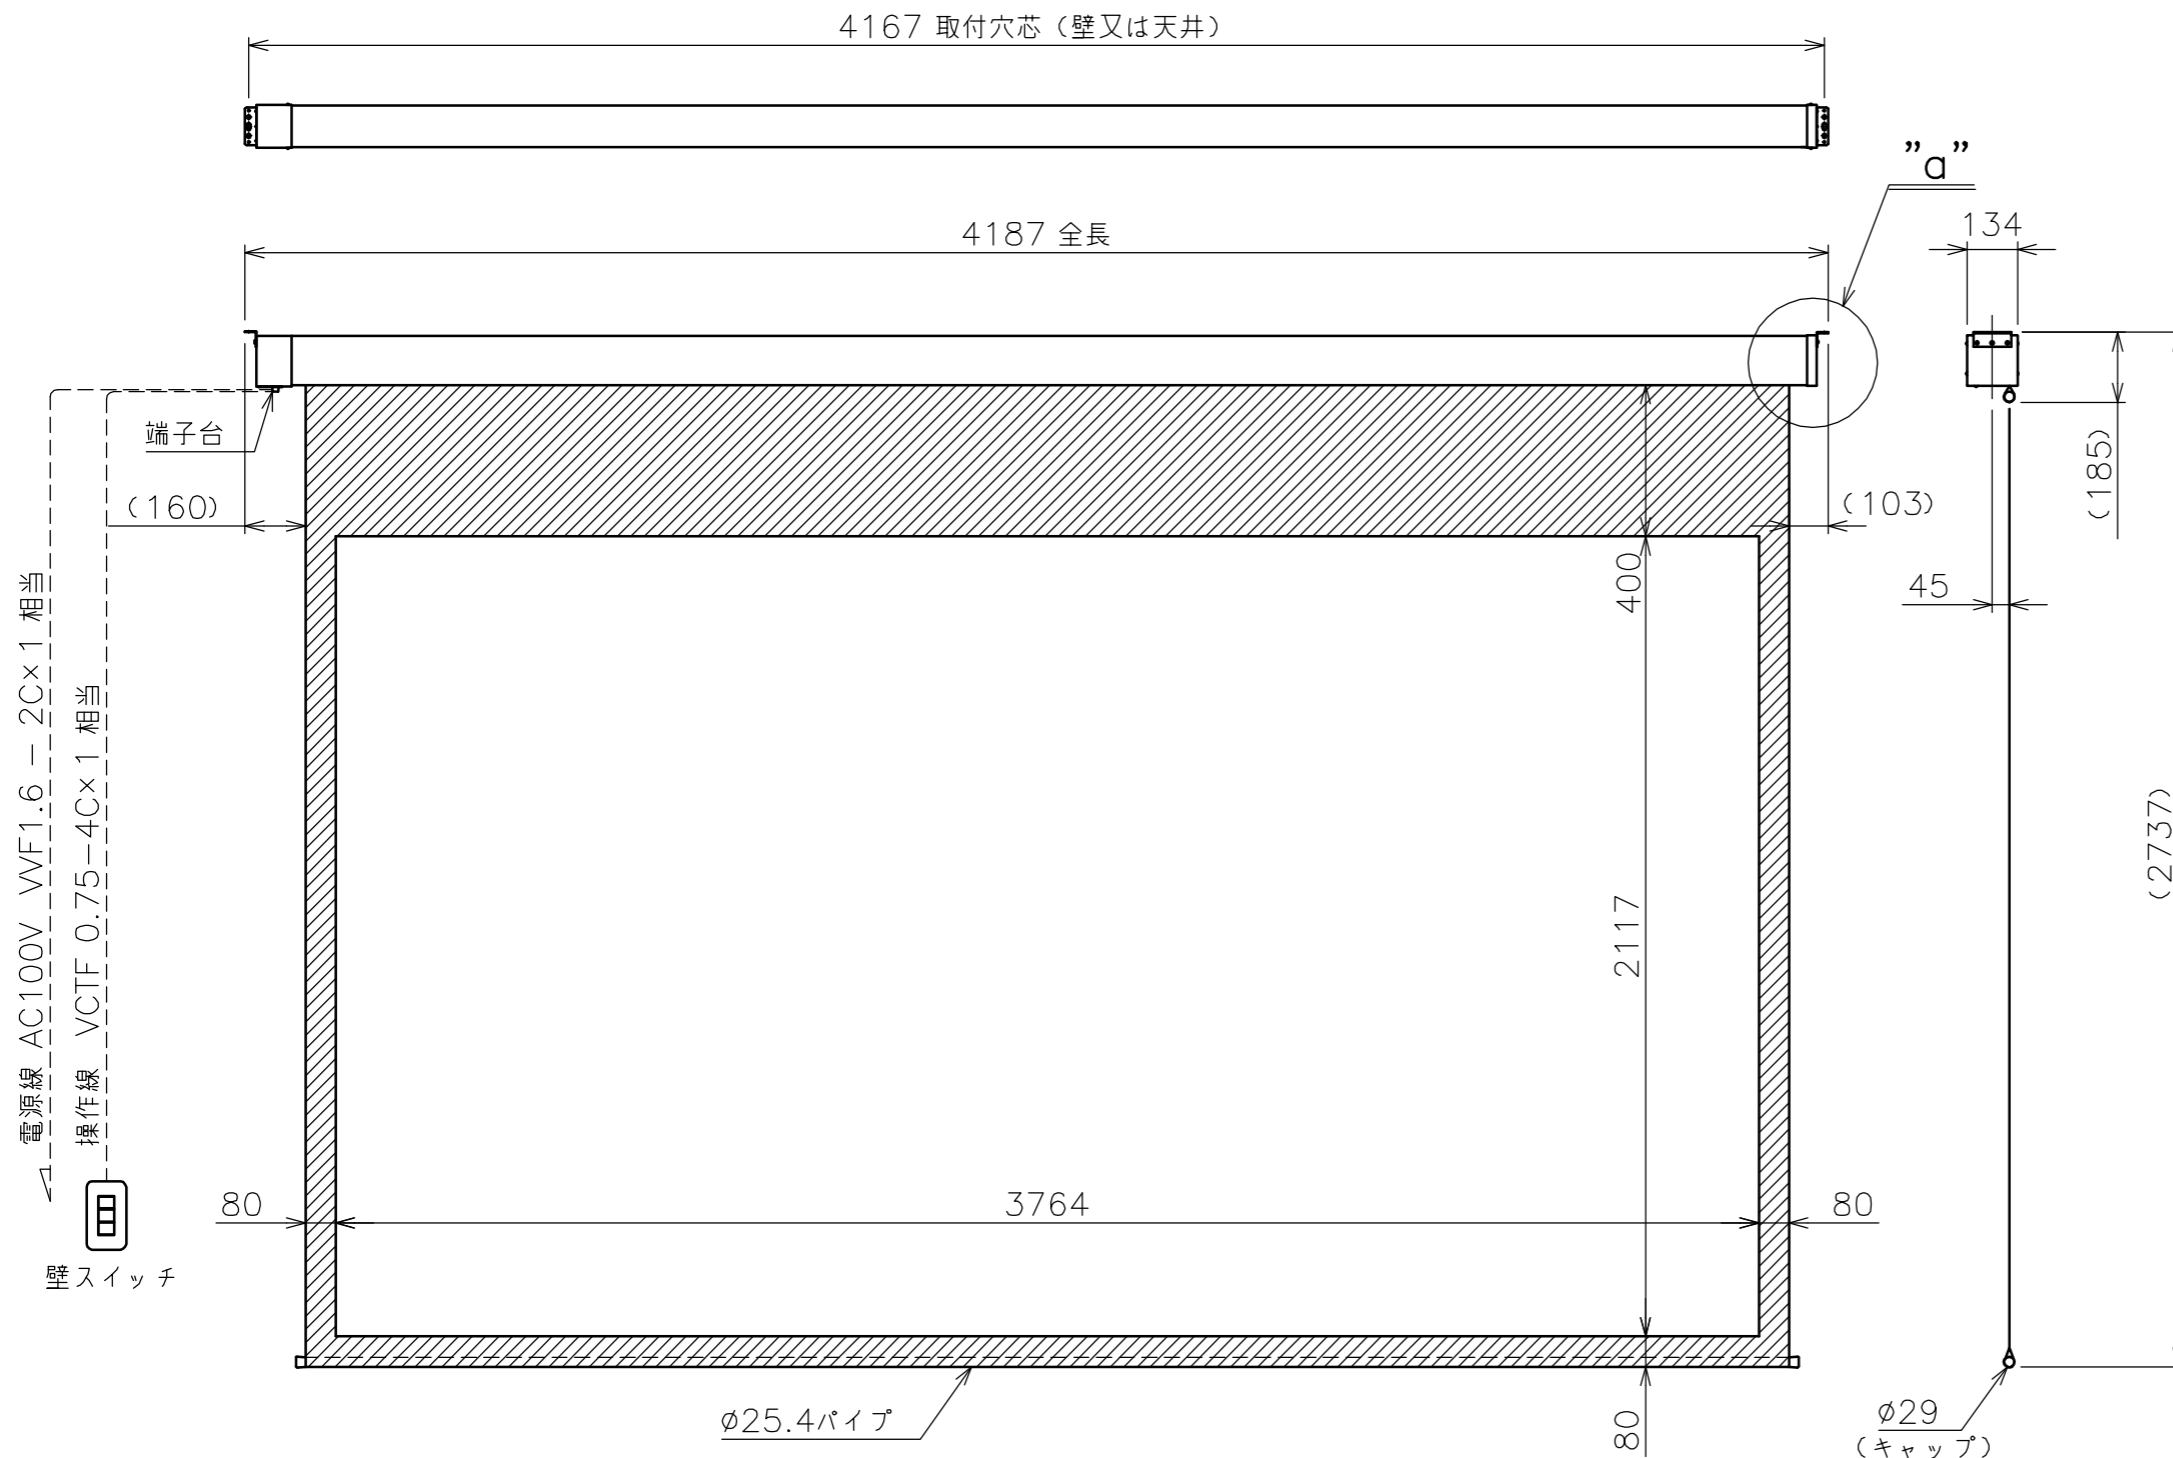 4167 取付穴芯（壁又は天井）
”a”
4187 全長
134
端子台
(160)
(103)
(185)
400
45
電源線 AC100V VVF1.6 － 2C×1 相当
操作線 VCTF 0.75－4C×1 相当
2117
(2737)
80
3764
80
壁スイッチ
ø25.4パイプ
80
ø29
（キャップ）